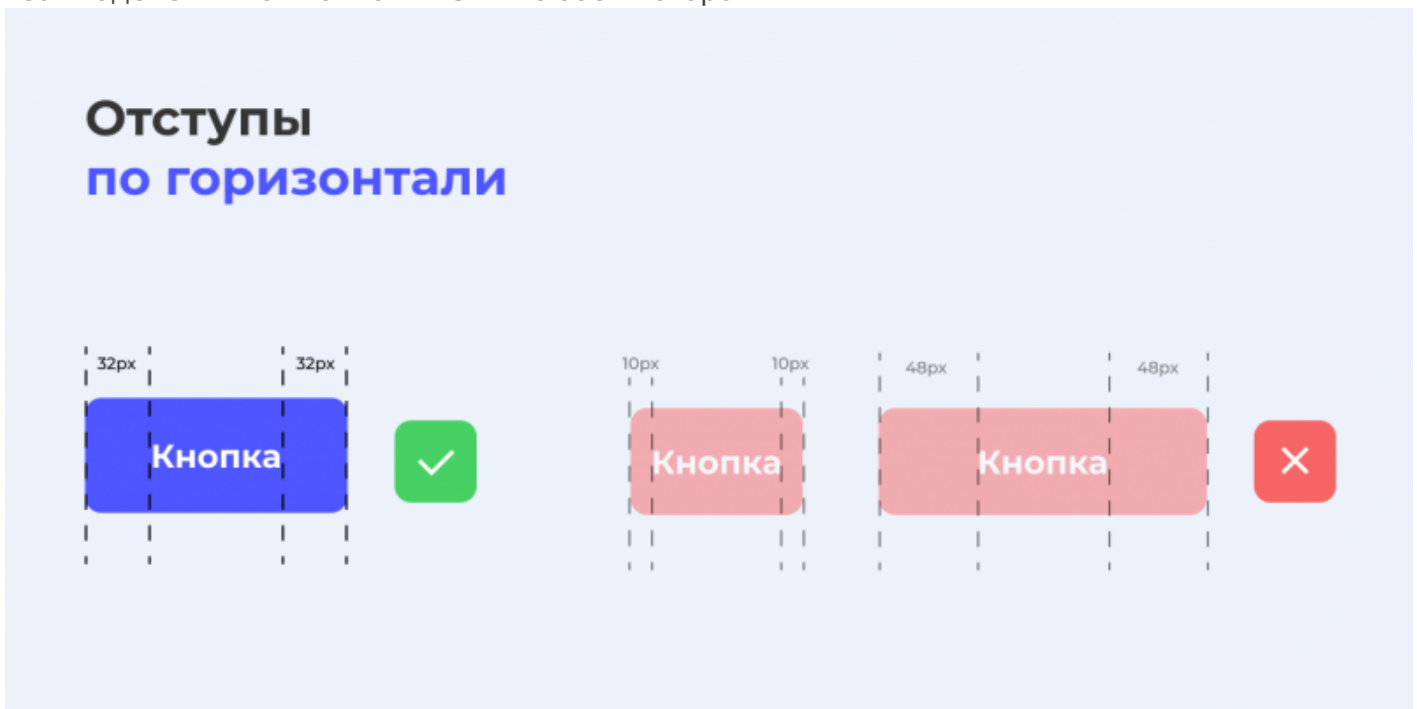 Отступы
по горизонтали
32px 32px
10px 10px
48px 48px
Кнопка
Кнопка
Кнопка